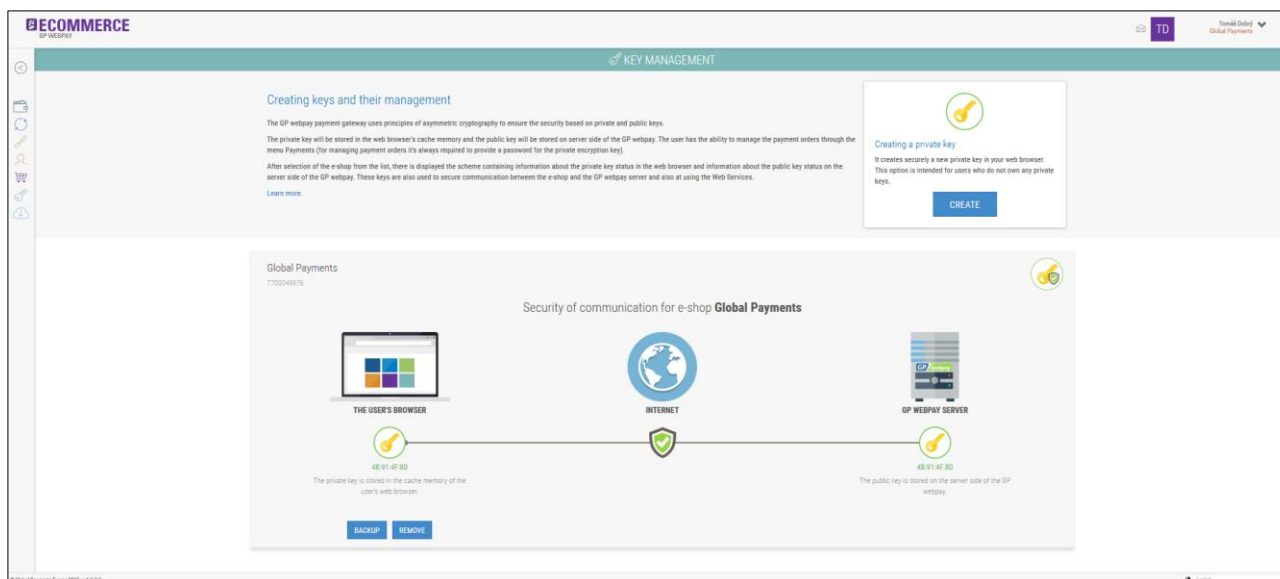 ECOMMERCE
GP WEBPAY
TD
Tomáš Dobrý
Global Payments
KEY MANAGEMENT
Creating keys and their management
The GP webpay payment gateway uses principles of asymmetric cryptography to ensure the security based on private and public keys.
The private key will be stored in the web browser's cache memory and the public key will be stored on server side of the GP webpay. The user has the ability to manage the payment orders through the
menu Payments (for managing payment orders it's always required to provide a password for the private encryption key).
After selection of the e-shop from the list, there is displayed the scheme containing information about the private key status in the web browser and information about the public key status on the
server side of the GP webpay. These keys are also used to secure communication between the e-shop and the GP webpay server and also at using the Web Services.
Learn more.
Creating a private key
It creates securely a new private key in your web browser.
This option is intended for users who do not own any private
keys.
CREATE
Global Payments
7700049976
Security of communication for e-shop Global Payments
GP webpay
THE USER'S BROWSER
INTERNET
GP WEBPAY SERVER
4B:91:4F:8D
4B:91:4F:8D
The private key is stored in the cache memory of the
user's web browser.
The public key is stored on the server side of the GP
webpay.
BACKUP
REMOVE